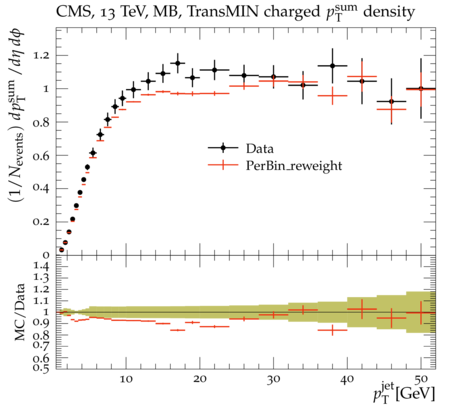 CMS, 13 TeV, MB, TransMIN charged p_T^sum density
(1/N_events) dp_T^sum/dη dφ
1.2
1
0.8
0.6
0.4
0.2
0
Data
PerBin_reweight
MC/Data
1.4
1.3
1.2
1.1
1
0.9
0.8
0.7
0.6
0.5
10 20 30 40 50
p_T^jet [GeV]